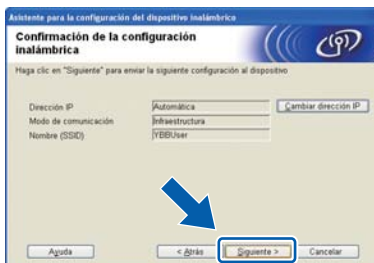 Asistente para la configuración del dispositivo inalámbrico
Confirmación de la configuración
inalámbrica
Haga clic en "Siguiente" para enviar la siguiente configuración al dispositivo
Dirección IP Automática Cambiar dirección IP
Modo de comunicación Infraestructura
Nombre (SSID) YBBUser
Ayuda < Atrás Siguiente > Cancelar